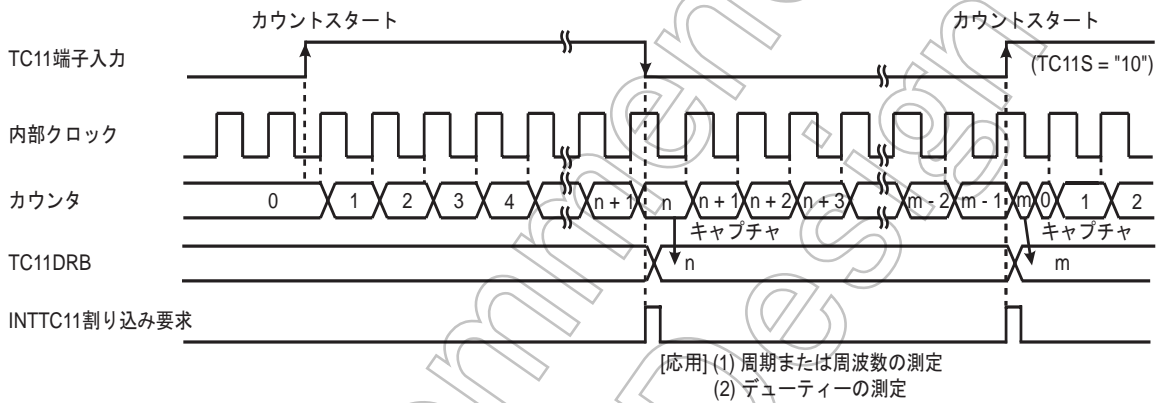 カウントスタート カウントスタート
TC11端子入力 (TC11S = "10")
内部クロック
カウンタ 0 1 2 3 4 n + 1 n n + 1 n + 2 n + 3 m - 2 m - 1 m 0 1 2
キャプチャ キャプチャ
TC11DRB n m
INTTC11割り込み要求
[応用] (1) 周期または周波数の測定
(2) デューティーの測定